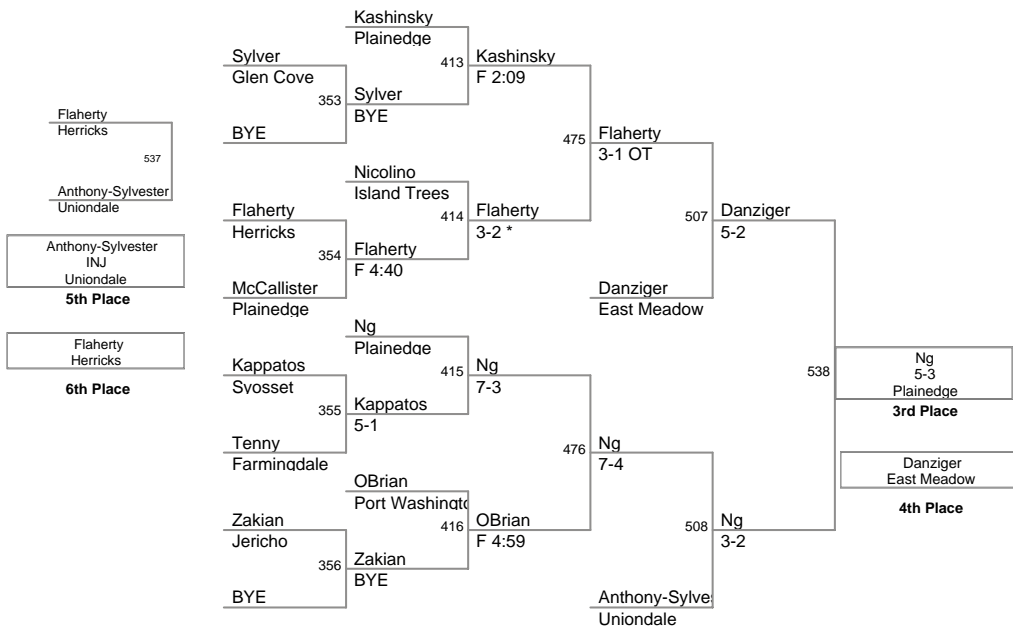 Kashinsky
Plainedge
Sylver
Glen Cove
413
Kashinsky
F 2:09
353
Sylver
BYE
BYE
Flaherty
Herricks
537
Anthony-Sylvester
Uniondale
Anthony-Sylvester
INJ
Uniondale
5th Place
Flaherty
Herricks
6th Place
475
Flaherty
3-1 OT
Nicolino
Island Trees
Flaherty
Herricks
414
Flaherty
3-2 *
354
Flaherty
F 4:40
McCallister
Plainedge
507
Danziger
5-2
Danziger
East Meadow
Ng
Plainedge
Kappatos
Syosset
415
Ng
7-3
355
Kappatos
5-1
Tenny
Farmingdale
476
Ng
7-4
OBrian
Port Washingto
Zakian
Jericho
416
OBrian
F 4:59
356
Zakian
BYE
BYE
508
Ng
3-2
Anthony-Sylves
Uniondale
538
Ng
5-3
Plainedge
3rd Place
Danziger
East Meadow
4th Place